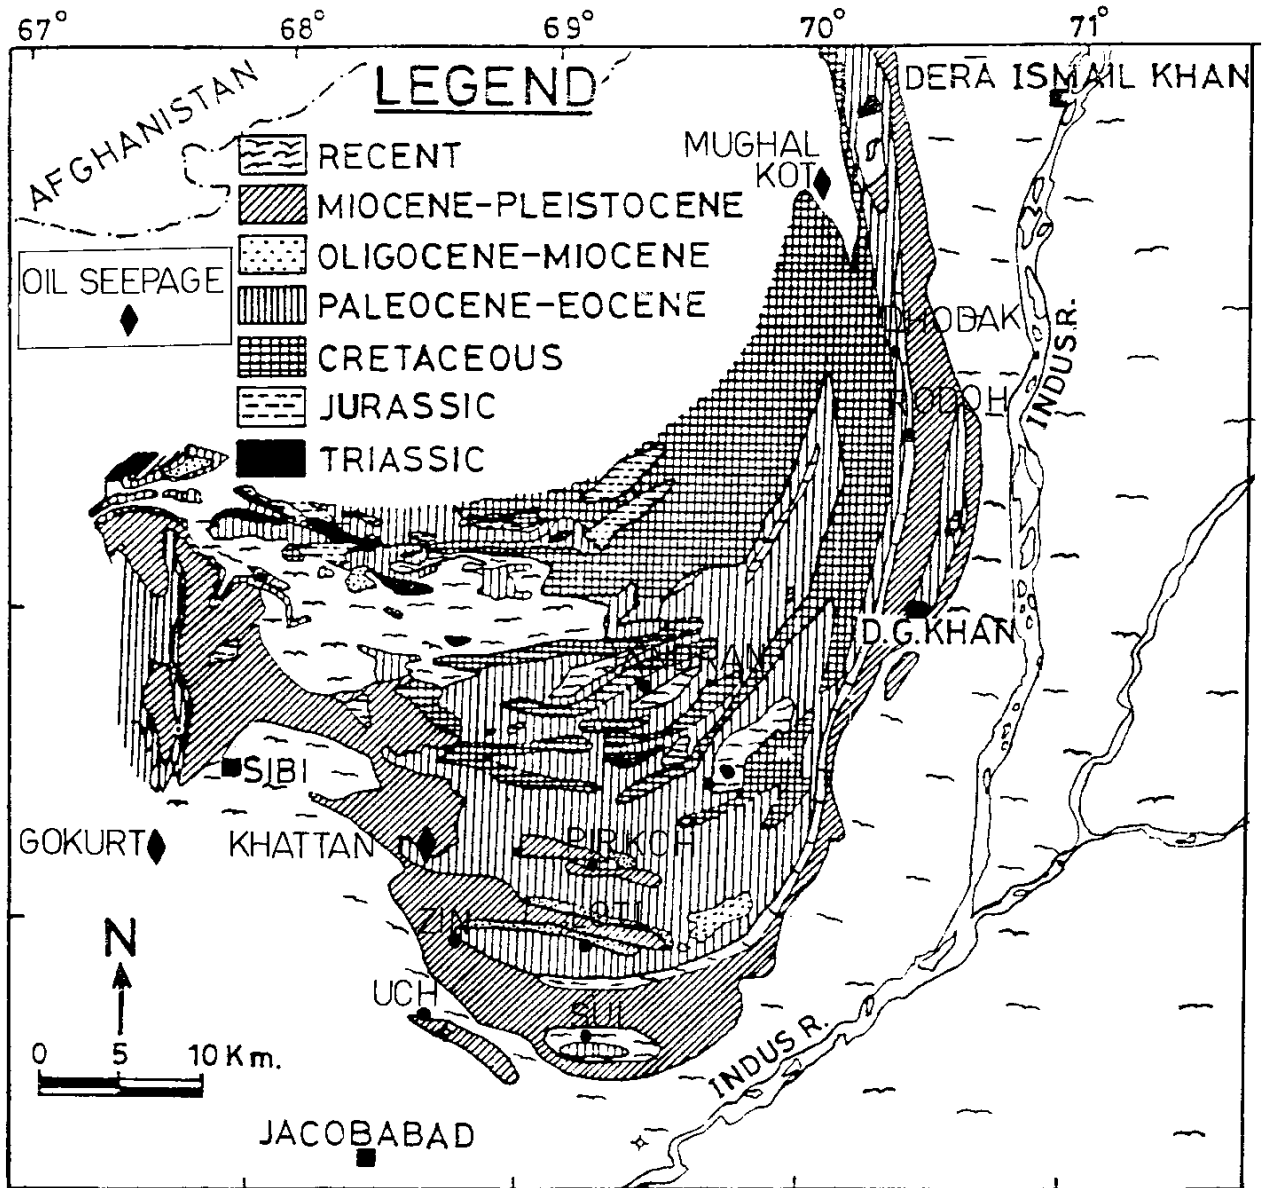 67° 68° 69° 70° 71°
LEGEND
DERA ISMAIL KHAN
AFGHANISTAN
RECENT
MUGHAL
KOT
MIOCENE-PLEISTOCENE
OLIGOCENE-MIOCENE
OIL SEEPAGE
PALEOCENE-EOCENE
DHODAK
INDUS R.
CRETACEOUS
JURASSIC
TRIASSIC
D.G.KHAN
SIBI
GOKURT
KHATTAN
PIRKOH
ZIN
N
UCH
SUI
0 5 10 Km.
INDUS R.
JACOBABAD